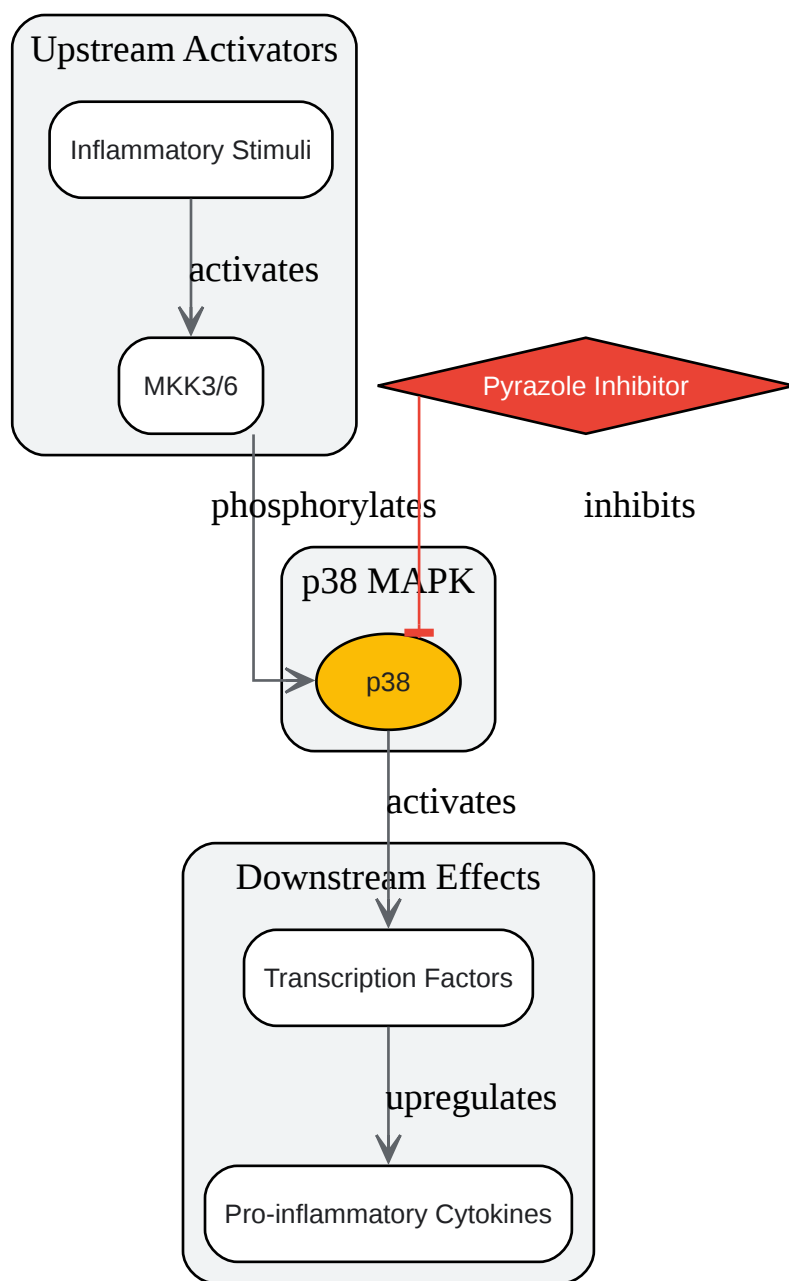 Upstream Activators
Inflammatory Stimuli
activates
MKK3/6
Pyrazole Inhibitor
phosphorylates
inhibits
p38 MAPK
p38
activates
Downstream Effects
Transcription Factors
upregulates
Pro-inflammatory Cytokines